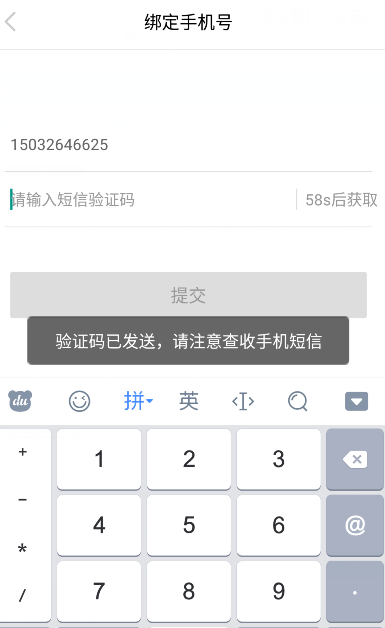 绑定手机号
15032646625
请输入短信验证码
58s后获取
提交
验证码已发送，请注意查收手机短信
du 拼 英
+ 1 2 3
- 4 5 6 @
* 7 8 9 .
/